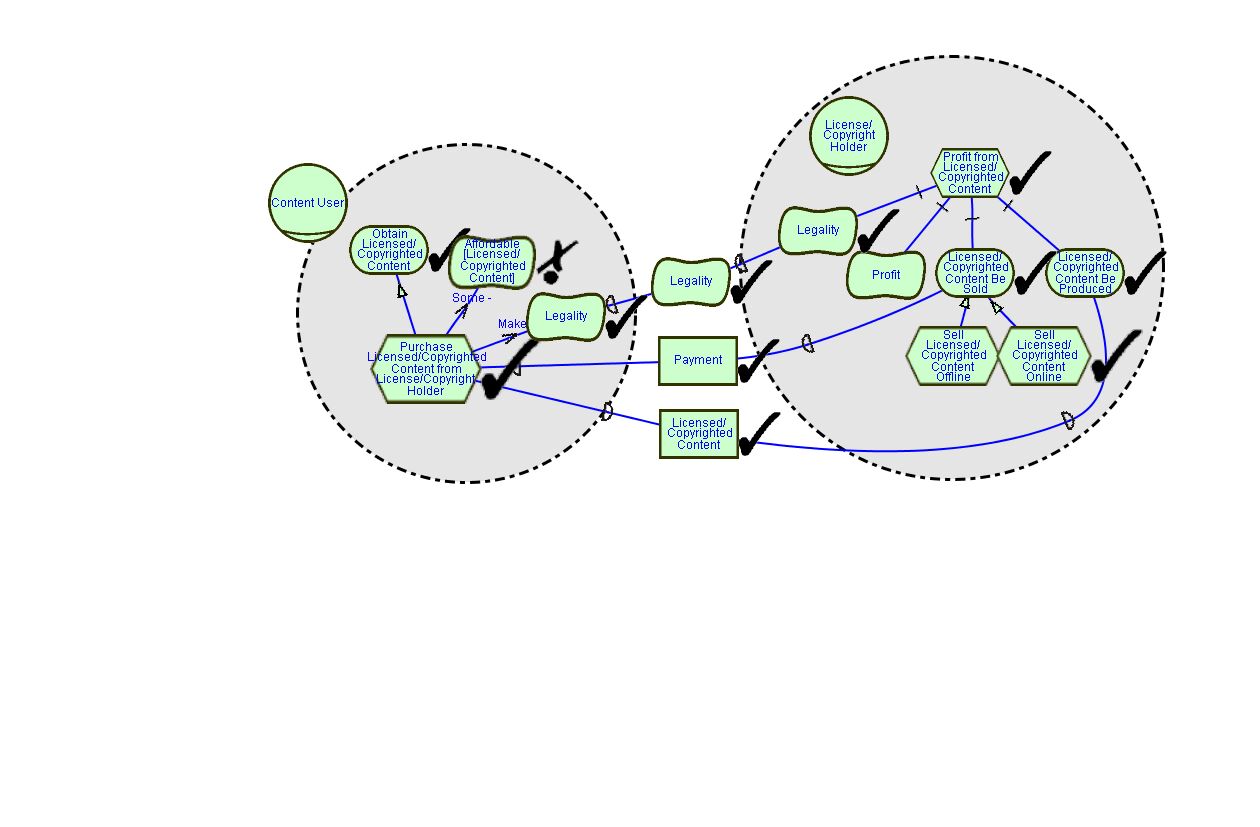 License/
Copyright
Holder
Profit from
Licensed/
Copyrighted
Content
Content User
Obtain
Licensed/
Copyrighted
Content
Affordable
[Licensed/
Copyrighted
Content]
Legality
Legality
Profit
Licensed/
Copyrighted
Content Be
Sold
Licensed/
Copyrighted
Content Be
Produced
Some -
Make
Legality
Purchase
Licensed/Copyrighted
Content from
License/Copyright
Holder
Payment
Sell
Licensed/
Copyrighted
Content
Offline
Sell
Licensed/
Copyrighted
Content
Online
Licensed/
Copyrighted
Content